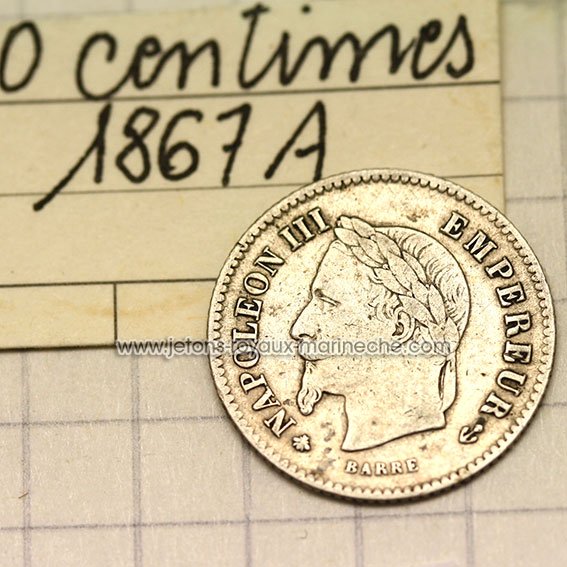 0 centimes
1867 A
NAPOLEON III EMPEREUR
BARRE
www.jetons-royaux-marineche.com